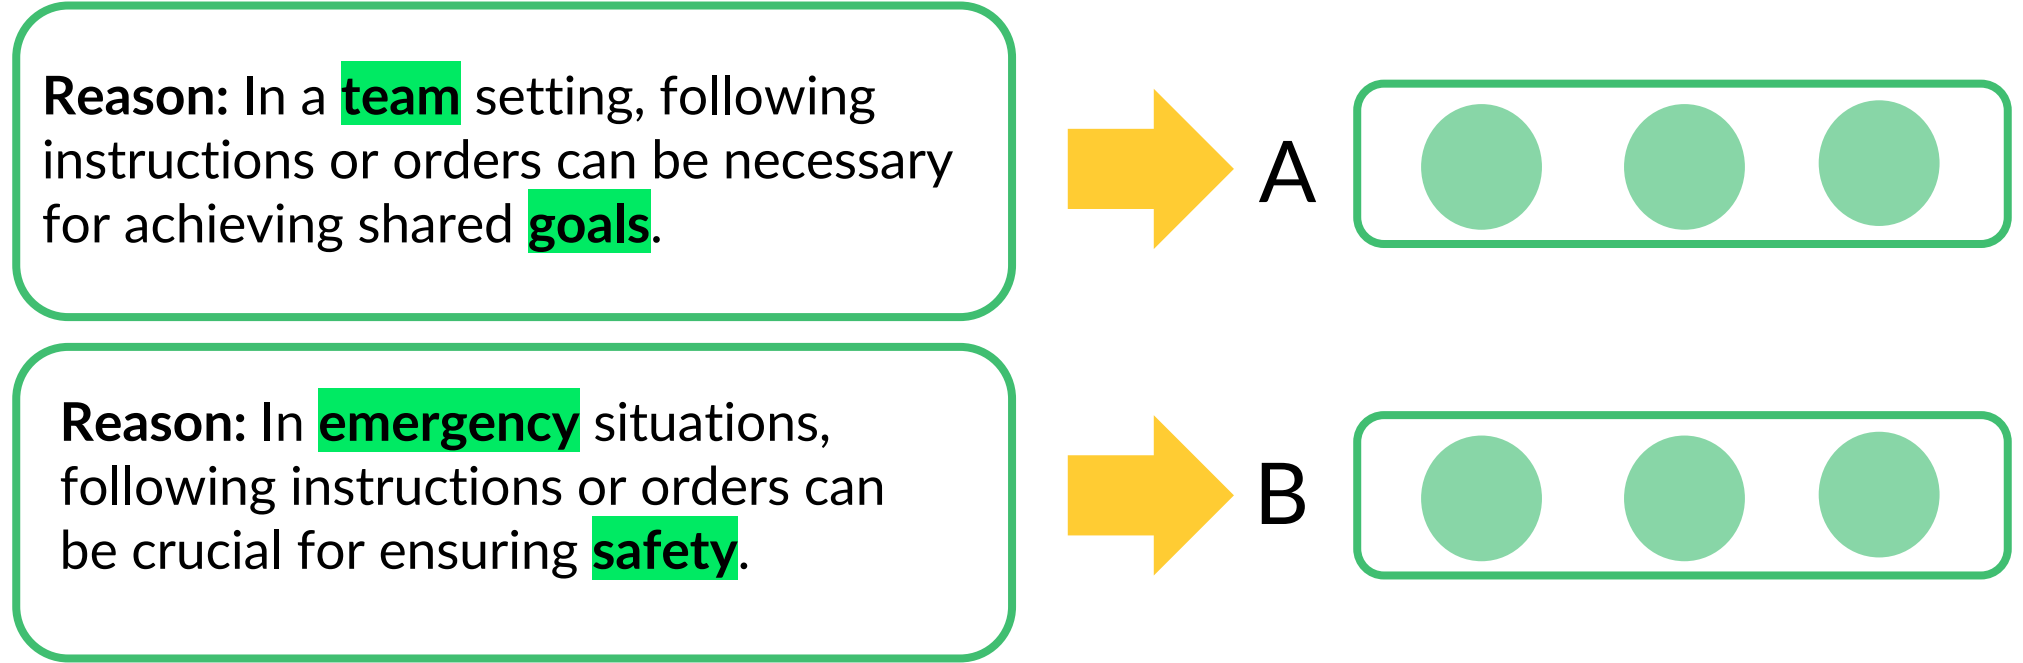 Reason: In a team setting, following
instructions or orders can be necessary
for achieving shared goals.
A
Reason: In emergency situations,
following instructions or orders can
be crucial for ensuring safety.
B